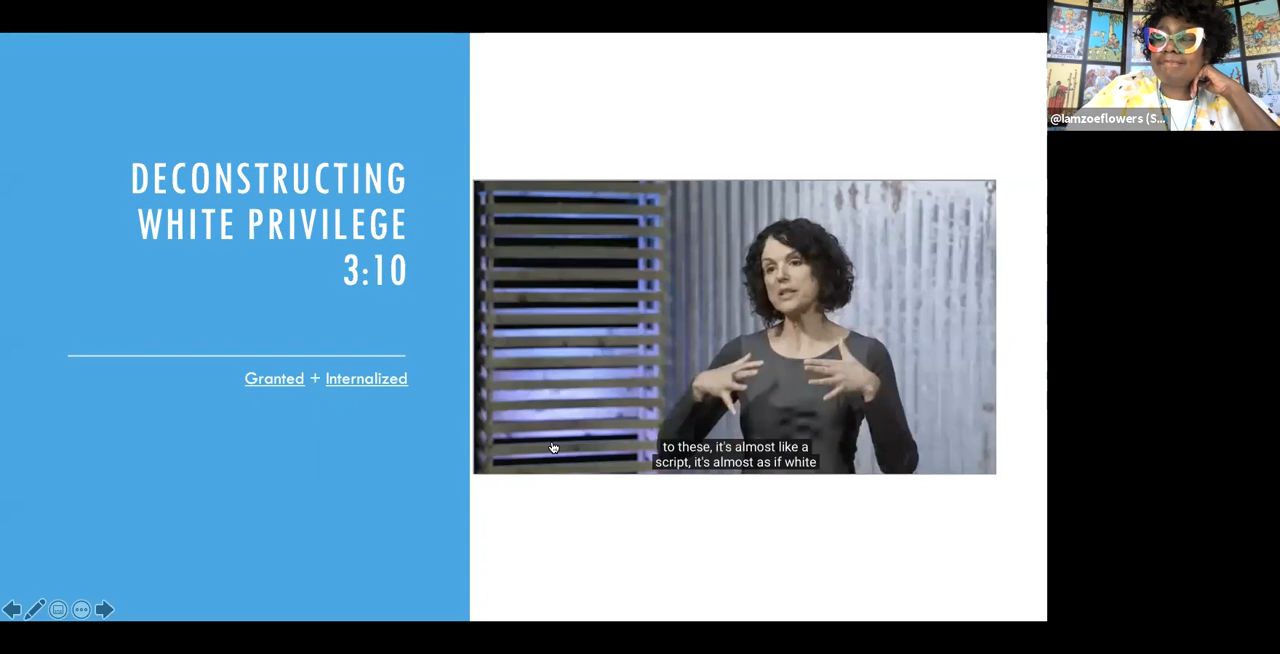 DECONSTRUCTING
WHITE PRIVILEGE
3:10
Granted + Internalized
to these, it's almost like a
script, it's almost as if white
@Iamzoeflowers (S...